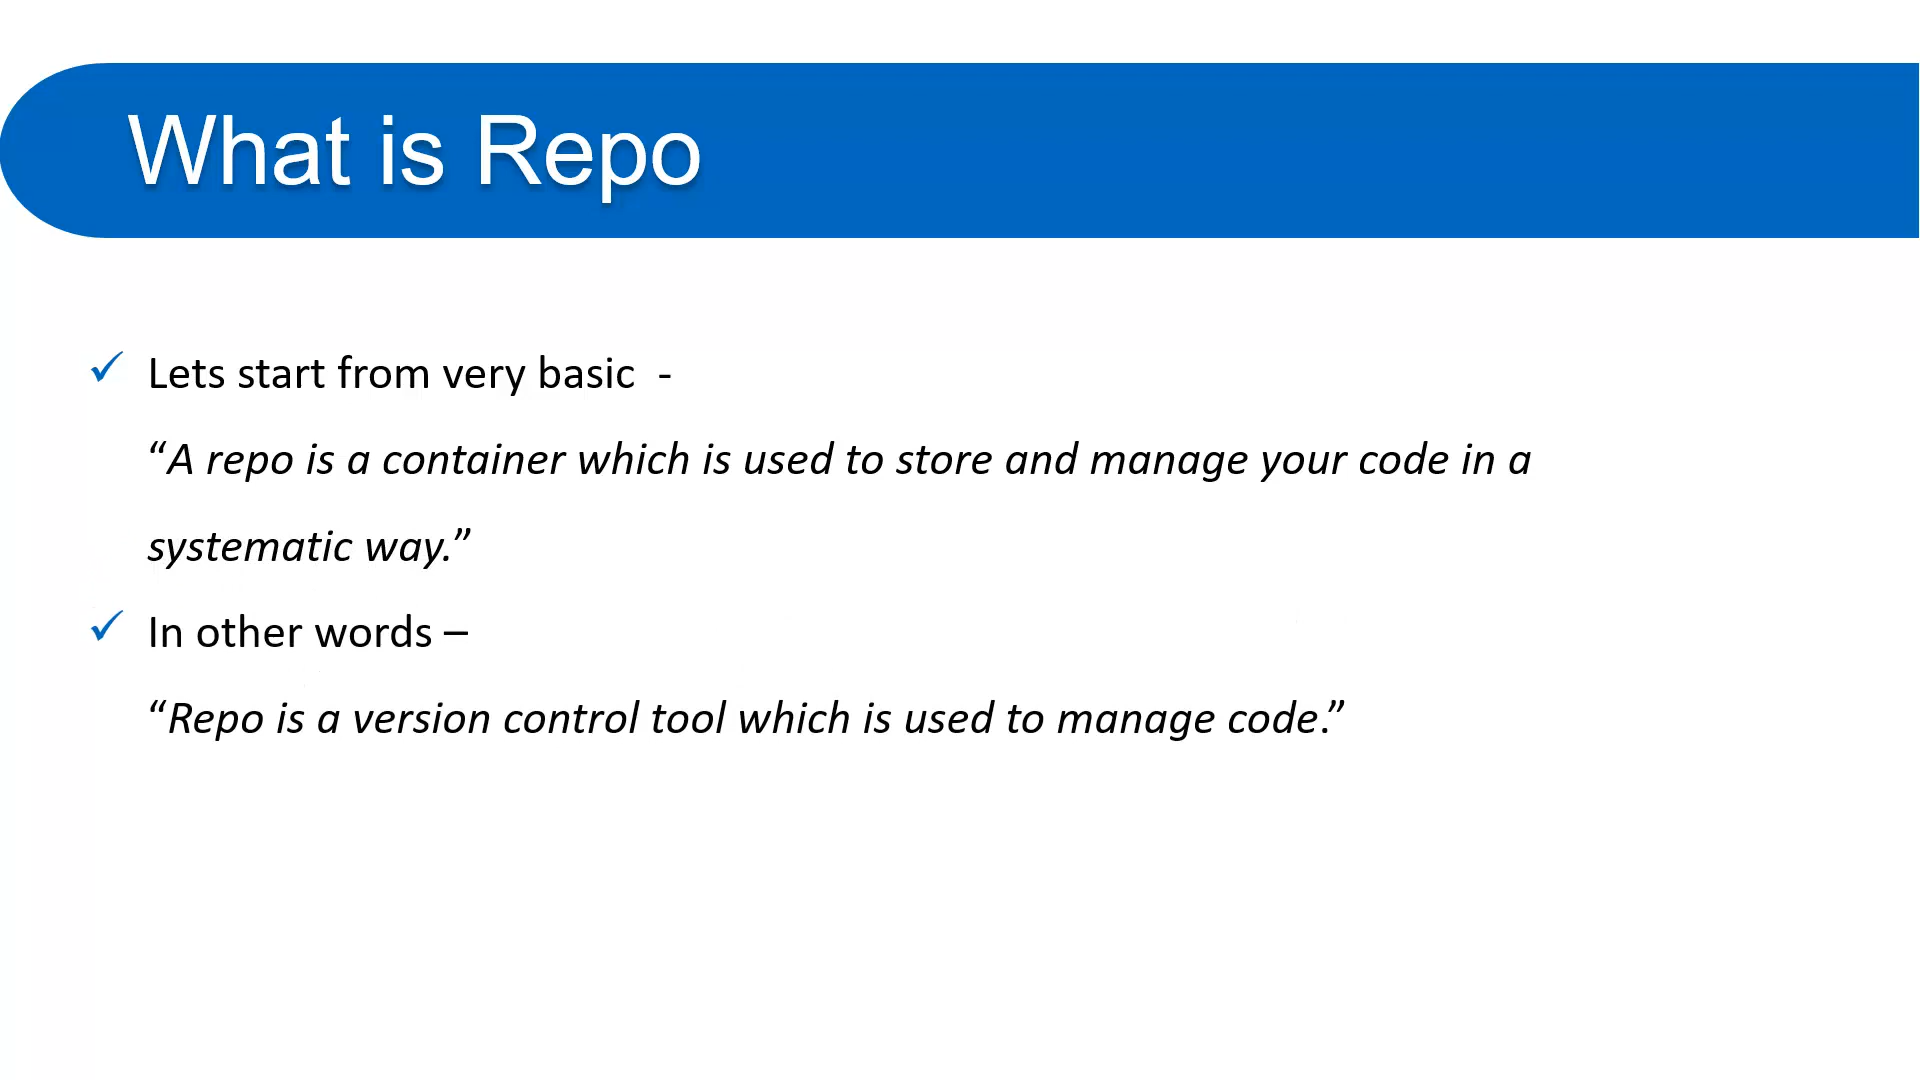 What is Repo
Lets start from very basic  -
“A repo is a container which is used to store and manage your code in a
systematic way.”
In other words –
“Repo is a version control tool which is used to manage code.”